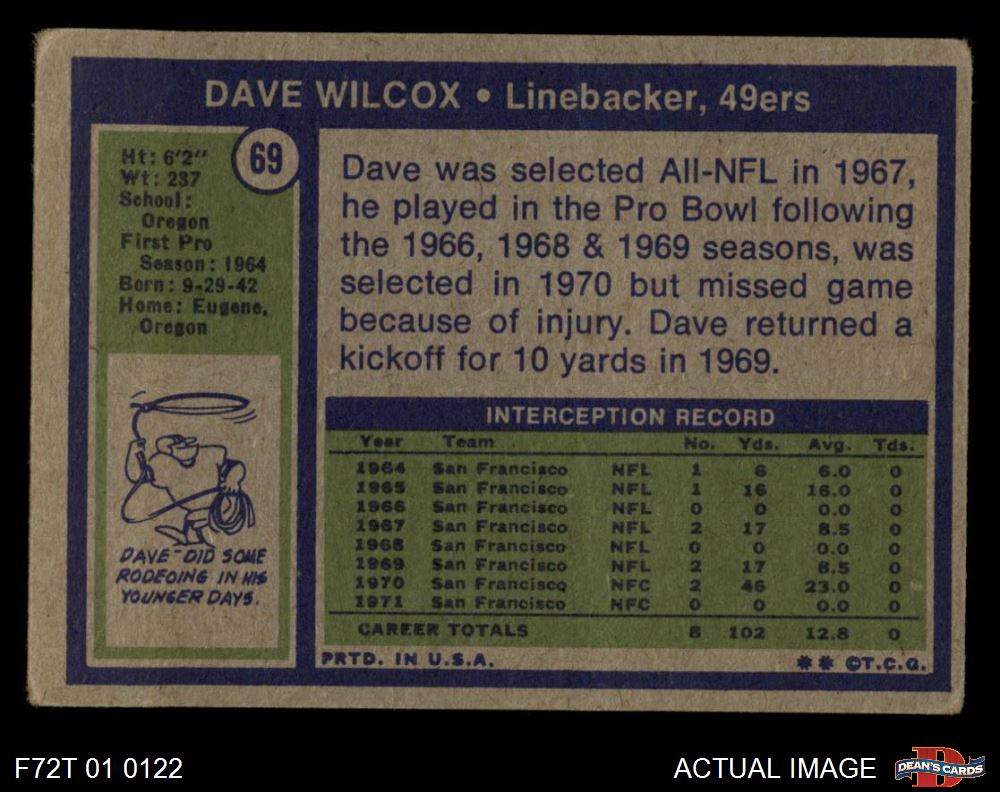 DAVE WILCOX • Linebacker, 49ers
69
Ht: 6'2"
Wt: 237
School:
Oregon
First Pro
Season: 1964
Born: 9-29-42
Home: Eugene,
Oregon
DAVE DID SOME
RODEOING IN HIS
YOUNGER DAYS.
Dave was selected All-NFL in 1967,
he played in the Pro Bowl following
the 1966, 1968 & 1969 seasons, was
selected in 1970 but missed game
because of injury. Dave returned a
kickoff for 10 yards in 1969.
INTERCEPTION RECORD
Year Team No. Yds. Avg. Tds.
1964 San Francisco NFL 1 6 6.0 0
1965 San Francisco NFL 1 16 16.0 0
1966 San Francisco NFL 0 0 0.0 0
1967 San Francisco NFL 2 17 8.5 0
1968 San Francisco NFL 0 0 0.0 0
1969 San Francisco NFL 2 17 8.5 0
1970 San Francisco NFC 2 46 23.0 0
1971 San Francisco NFC 0 0 0.0 0
CAREER TOTALS 8 102 12.8 0
PRTD. IN U.S.A. ** ©T.C.G.
F72T 01 0122 ACTUAL IMAGE DEAN'S CARDS